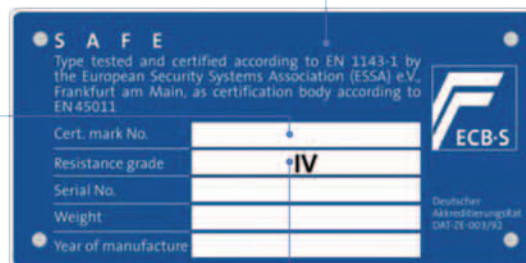 S A F E
Type tested and certified according to EN 1143-1 by
the European Security Systems Association (ESSA) e.V.,
Frankfurt am Main, as certification body according to
EN 45011
Cert. mark No.
Resistance grade IV
Serial No.
Weight
Year of manufacture
ECB·S
Deutscher
AkkreditierungsRat
DAT-ZE-003/92